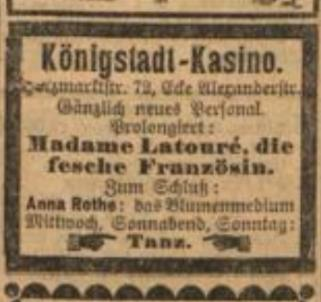 Königstadt-Kasino.
Holzmarktstr. 72, Ecke Alexanderstr.
Gänzlich neues Personal.
Prolongiert:
Madame Latouré, die
fesche Französin.
Zum Schluß:
Anna Rothe: das Blumenmedium
Mittwoch, Sonnabend, Sonntag:
Tanz.